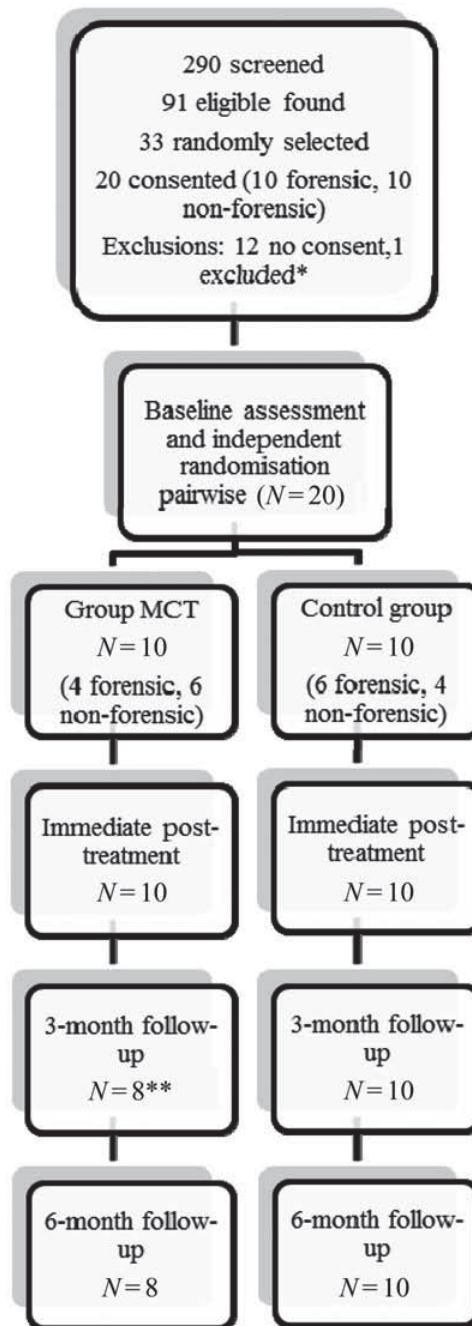 290 screened
91 eligible found
33 randomly selected
20 consented (10 forensic, 10
non-forensic)
Exclusions: 12 no consent,1
excluded*
Baseline assessment
and independent
randomisation
pairwise (N=20)
Group MCT
N=10
(4 forensic, 6
non-forensic)
Control group
N=10
(6 forensic, 4
non-forensic)
Immediate post-
treatment
N=10
Immediate post-
treatment
N=10
3-month follow-
up
N=8**
3-month follow-
up
N=10
6-month follow-
up
N=8
6-month follow-
up
N=10